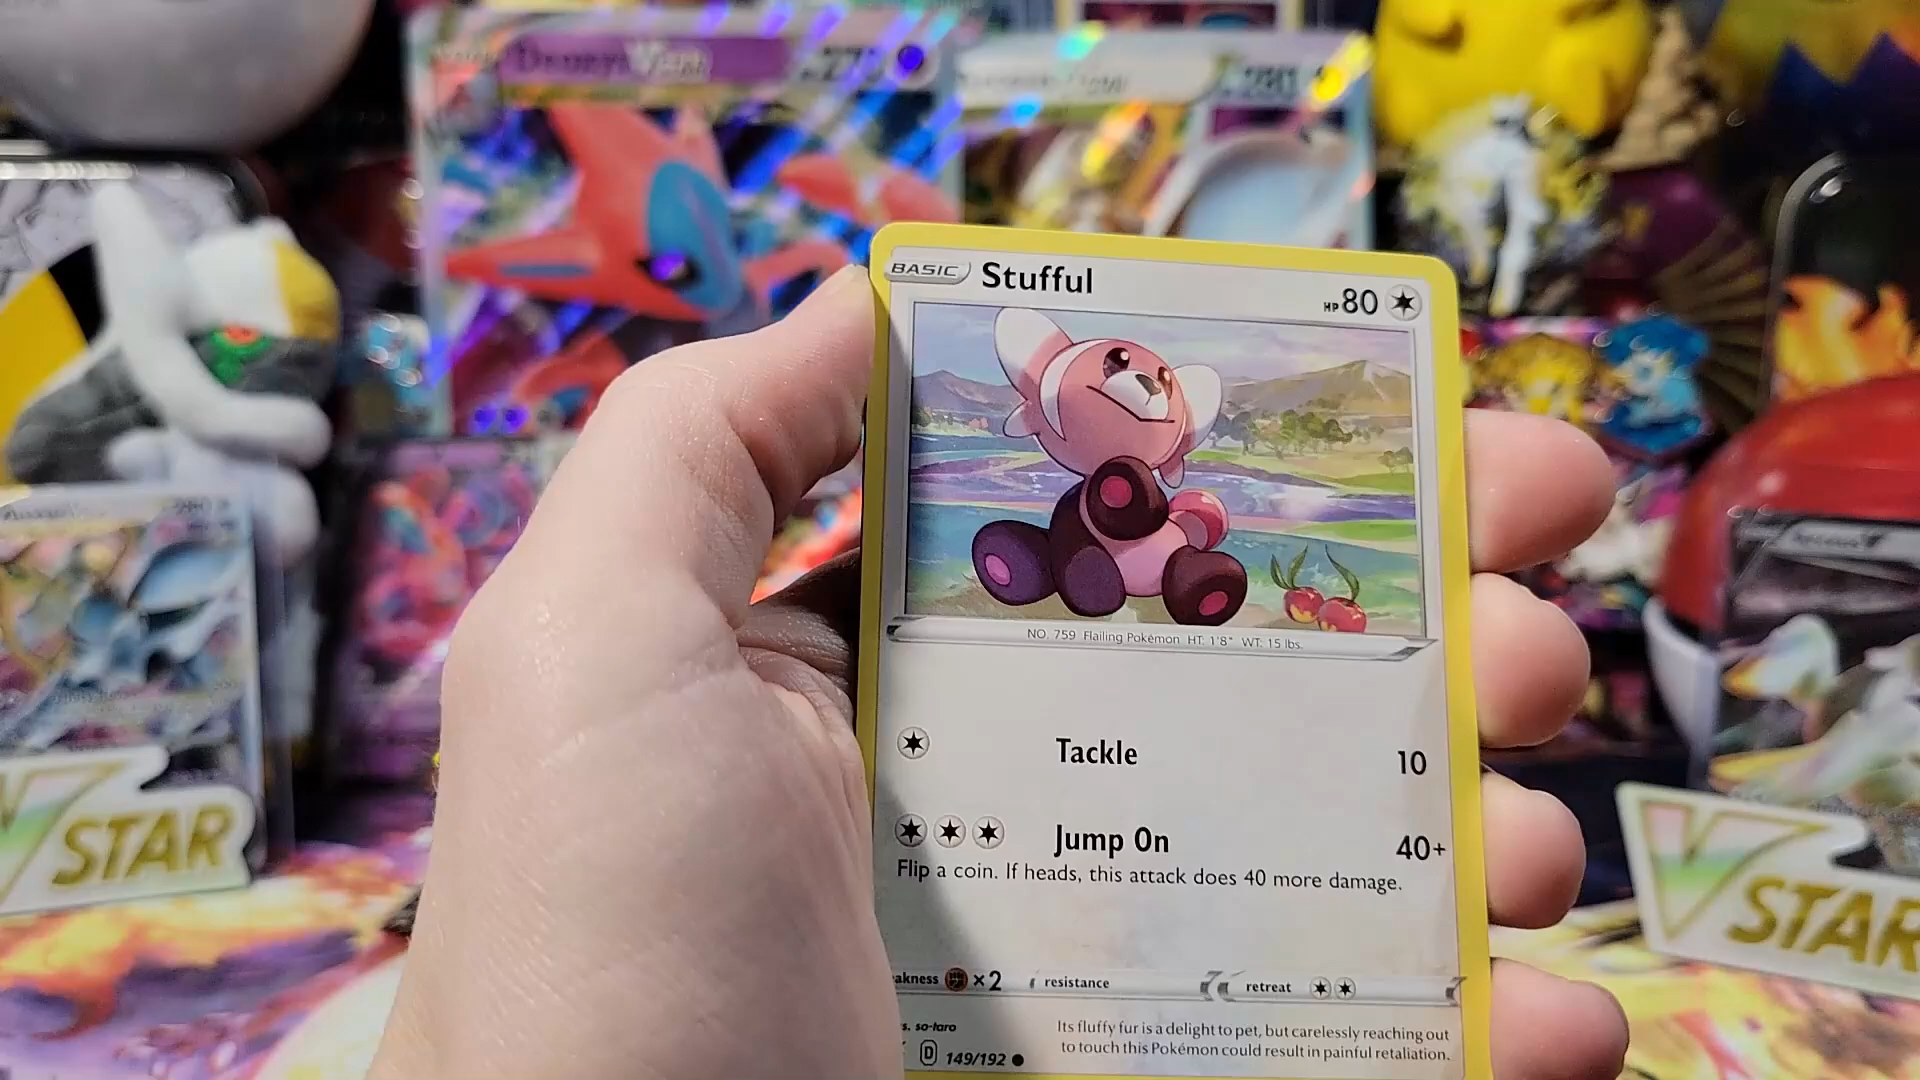 280
BASIC Stufful HP 80
NO. 759 Flailing Pokémon HT: 1'8" WT: 15 lbs.
Tackle 10
Jump On 40+
Flip a coin. If heads, this attack does 40 more damage.
akness ×2 resistance retreat
s. so-taro
Its fluffy fur is a delight to pet, but carelessly reaching out
to touch this Pokémon could result in painful retaliation.
D 149/192
STAR
V STAR